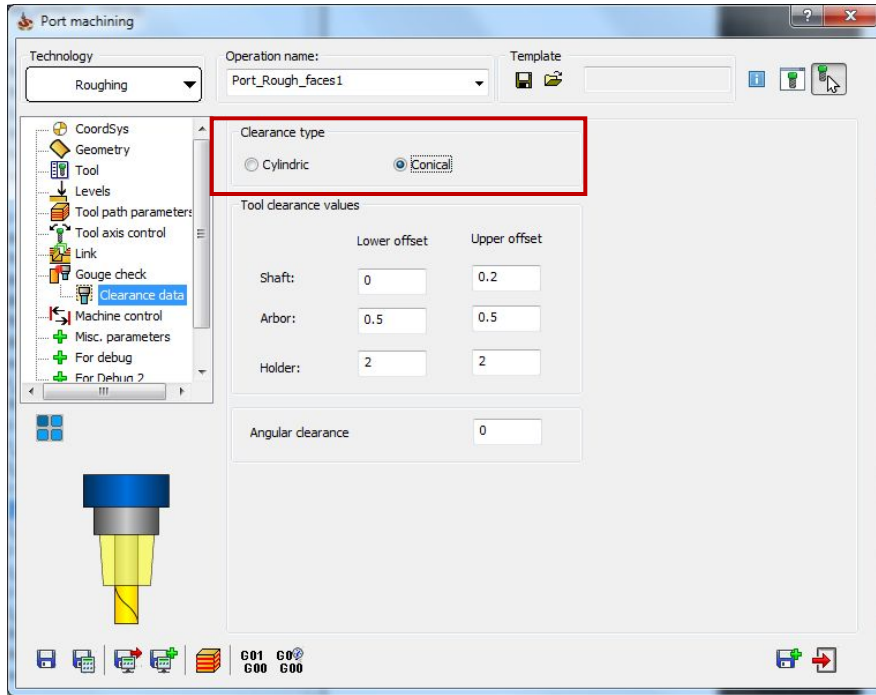 Port machining
Technology
Roughing
Operation name:
Port_Rough_faces1
Template
CoordSys
Geometry
Tool
Levels
Tool path parameters
Tool axis control
Link
Gouge check
Clearance data
Machine control
Misc. parameters
For debug
For Debug 2
Clearance type
Cylindric Conical
Tool clearance values
Lower offset Upper offset
Shaft: 0 0.2
Arbor: 0.5 0.5
Holder: 2 2
Angular clearance 0
G01 G0
G00 G00